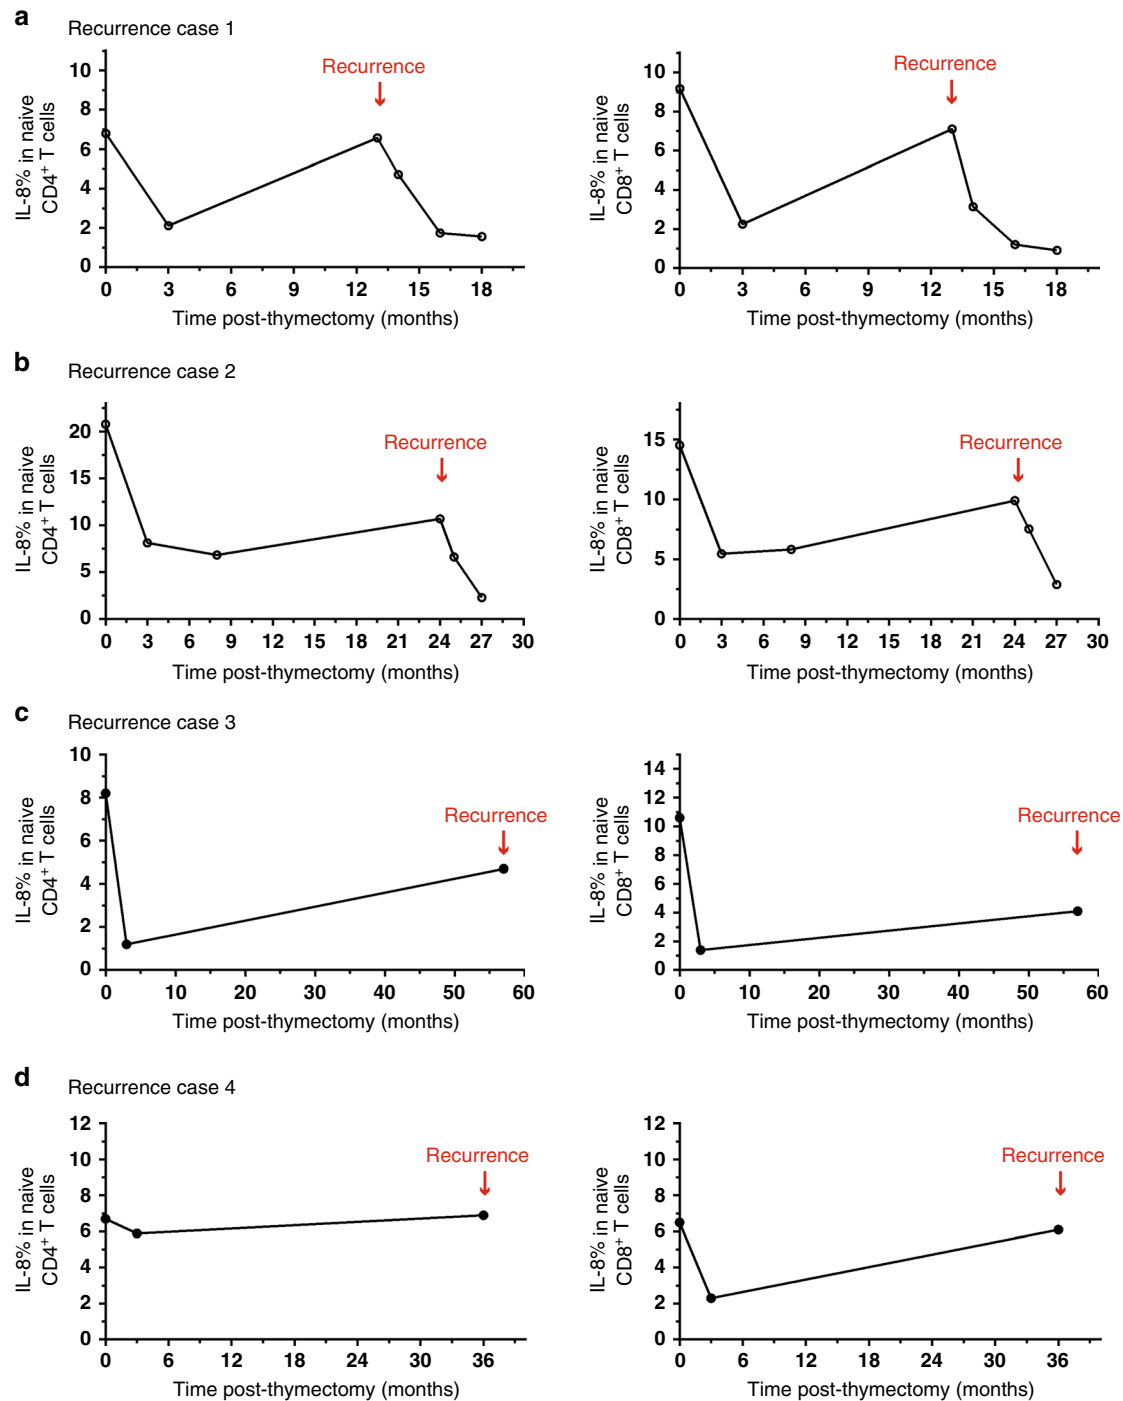 a
Recurrence case 1
IL-8% in naive
CD4+ T cells
10
8
6
4
2
0
Recurrence
0 3 6 9 12 15 18
Time post-thymectomy (months)
IL-8% in naive
CD8+ T cells
10
8
6
4
2
0
Recurrence
0 3 6 9 12 15 18
Time post-thymectomy (months)
b
Recurrence case 2
IL-8% in naive
CD4+ T cells
20
15
10
5
0
Recurrence
0 3 6 9 12 15 18 21 24 27 30
Time post-thymectomy (months)
IL-8% in naive
CD8+ T cells
15
10
5
0
Recurrence
0 3 6 9 12 15 18 21 24 27 30
Time post-thymectomy (months)
c
Recurrence case 3
IL-8% in naive
CD4+ T cells
10
8
6
4
2
0
Recurrence
0 10 20 30 40 50 60
Time post-thymectomy (months)
IL-8% in naive
CD8+ T cells
14
12
10
8
6
4
2
0
Recurrence
0 10 20 30 40 50 60
Time post-thymectomy (months)
d
Recurrence case 4
IL-8% in naive
CD4+ T cells
12
10
8
6
4
2
0
Recurrence
0 6 12 18 24 30 36
Time post-thymectomy (months)
IL-8% in naive
CD8+ T cells
12
10
8
6
4
2
0
Recurrence
0 6 12 18 24 30 36
Time post-thymectomy (months)